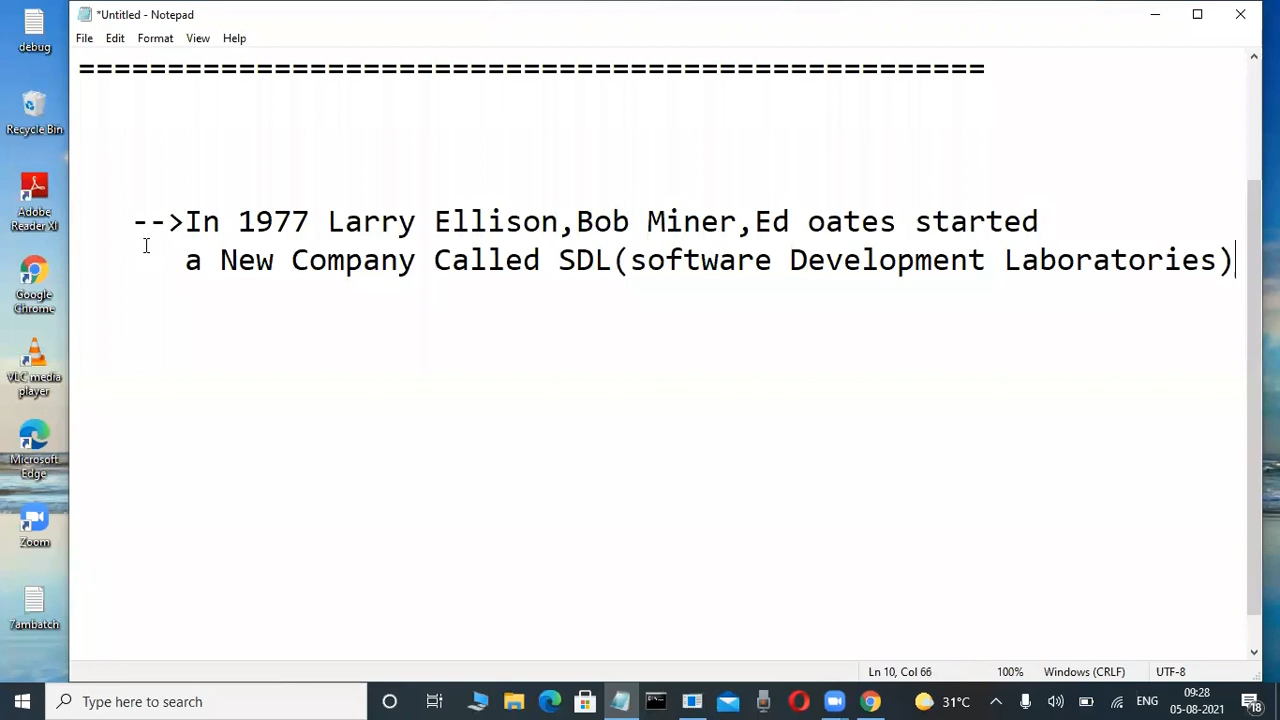 *Untitled - Notepad
File Edit Format View Help
===================================================
-->In 1977 Larry Ellison,Bob Miner,Ed oates started
a New Company Called SDL(software Development Laboratories)
debug
Recycle Bin
Adobe
Reader XI
Google
Chrome
VLC media
player
Microsoft
Edge
Zoom
7ambatch
Ln 10, Col 66 100% Windows (CRLF) UTF-8
Type here to search
31°C
ENG
09:28
05-08-2021
18